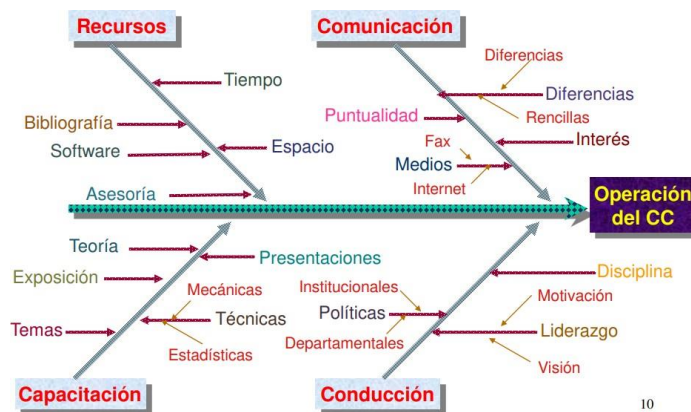 Recursos
Comunicación
Diferencias
Tiempo
Diferencias
Bibliografía
Puntualidad
Rencillas
Software
Espacio
Fax
Interés
Medios
Internet
Asesoría
Operación
del CC
Teoría
Presentaciones
Exposición
Disciplina
Mecánicas
Institucionales
Motivación
Temas
Técnicas
Políticas
Liderazgo
Estadísticas
Departamentales
Visión
Capacitación
Conducción
10